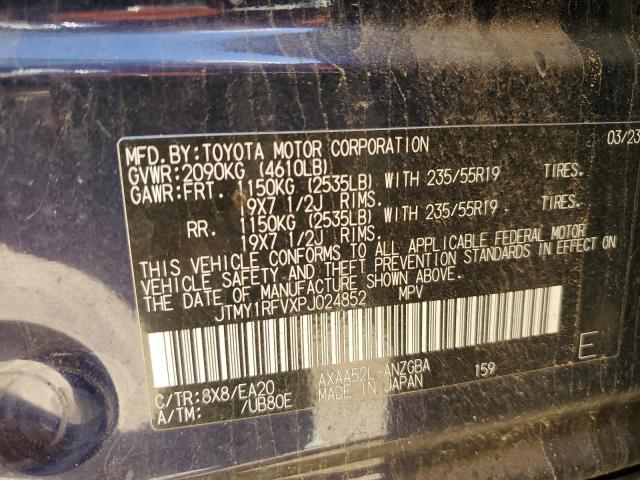 MFD.BY:TOYOTA MOTOR CORPORATION 03/23
GVWR:2090KG (4610LB)
GAWR:FRT. 1150KG (2535LB) WITH 235/55R19 TIRES.
19X7 1/2J RIMS.
RR. 1150KG (2535LB) WITH 235/55R19 TIRES.
19X7 1/2J RIMS.
THIS VEHICLE CONFORMS TO ALL APPLICABLE FEDERAL MOTOR
VEHICLE SAFETY AND THEFT PREVENTION STANDARDS IN EFFECT ON
THE DATE OF MANUFACTURE SHOWN ABOVE.
JTMY1RFVXPJ024852 MPV
C/TR:8X8/EA20 AXAA52L-ANZGBA 159 E
A/TM: /UB80E MADE IN JAPAN